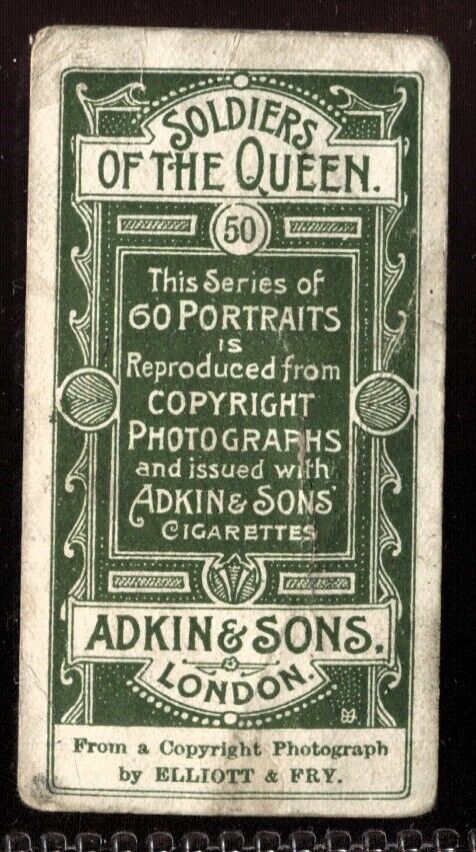 SOLDIERS
OF THE QUEEN.
50
This Series of
60 PORTRAITS
IS
Reproduced from
COPYRIGHT
PHOTOGRAPHS
and issued with
ADKIN & SONS'
CIGARETTES
ADKIN & SONS.
LONDON.
From a Copyright Photograph
by ELLIOTT & FRY.